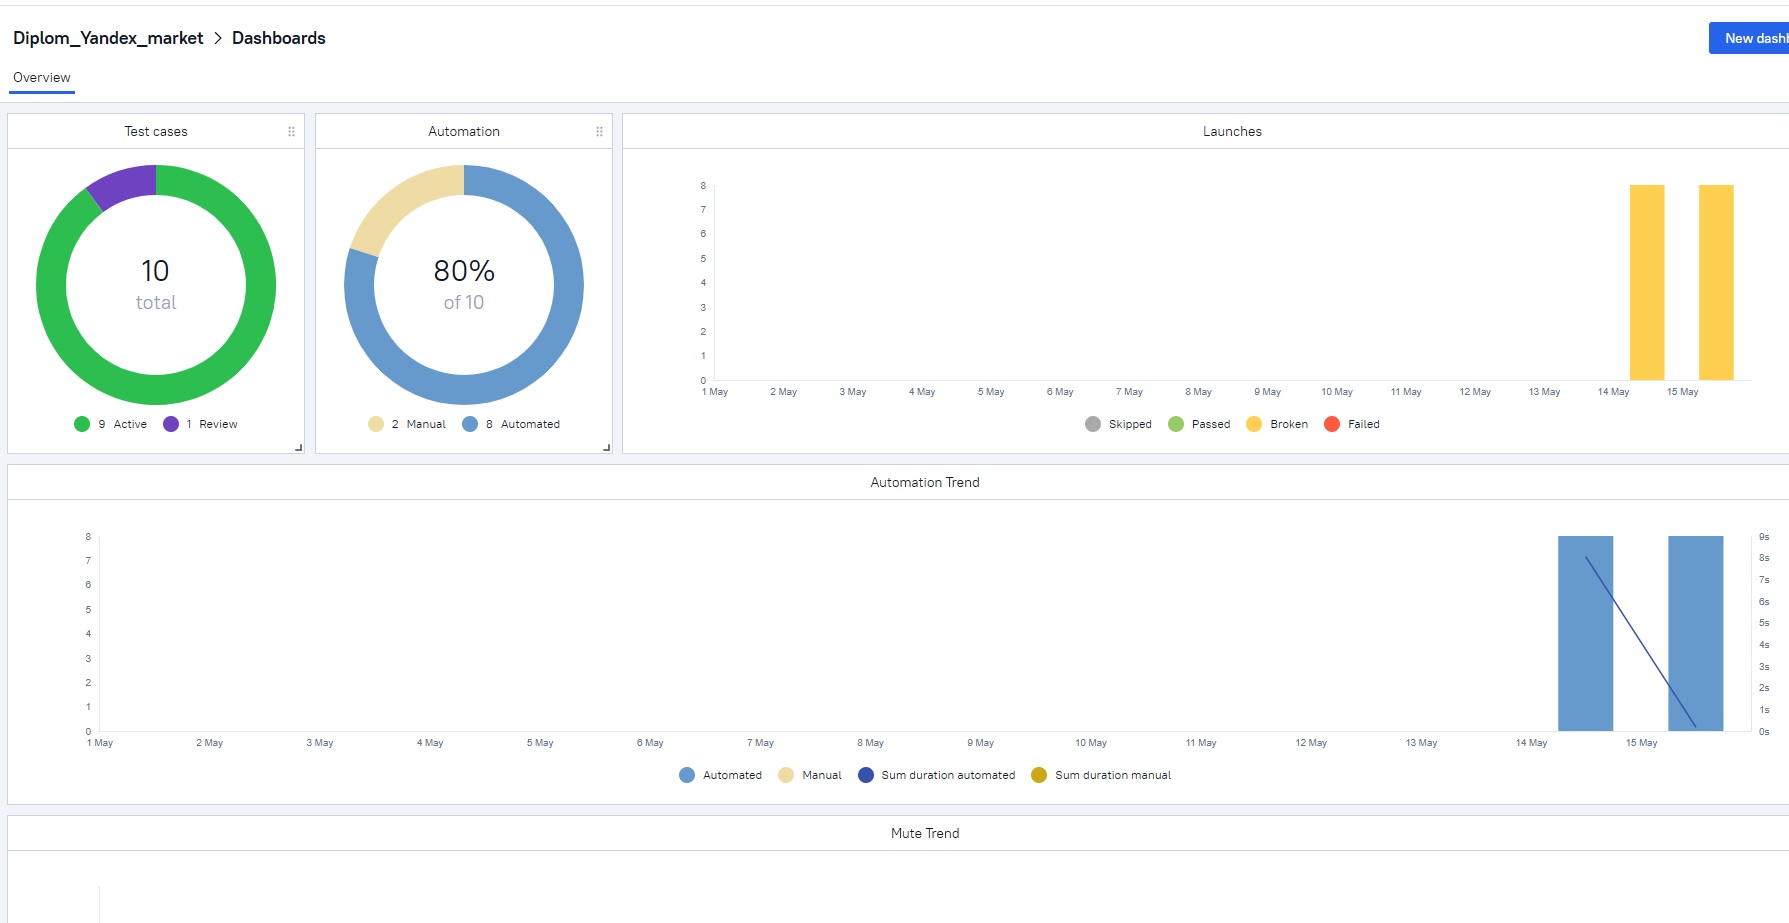 Diplom_Yandex_market > Dashboards
New dashb
Overview
Test cases
10
total
9 Active 1 Review
Automation
80%
of 10
2 Manual 8 Automated
Launches
8
7
6
5
4
3
2
1
0
1 May 2 May 3 May 4 May 5 May 6 May 7 May 8 May 9 May 10 May 11 May 12 May 13 May 14 May 15 May
Skipped Passed Broken Failed
Automation Trend
8 9s
7 8s
6 7s
5 6s
4 5s
3 4s
2 3s
1 2s
0 1s
0s
1 May 2 May 3 May 4 May 5 May 6 May 7 May 8 May 9 May 10 May 11 May 12 May 13 May 14 May 15 May
Automated Manual Sum duration automated Sum duration manual
Mute Trend